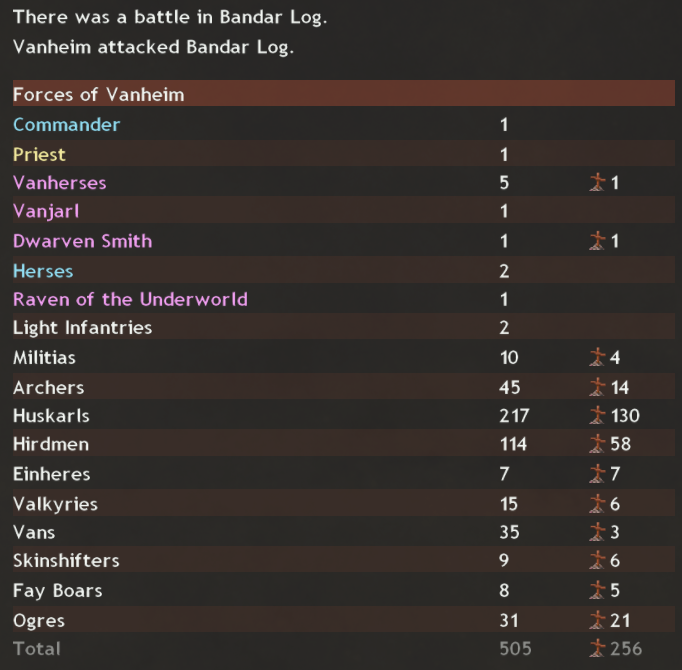 There was a battle in Bandar Log.
Vanheim attacked Bandar Log.
Forces of Vanheim
Commander 1
Priest 1
Vanherses 5 1
Vanjarl 1
Dwarven Smith 1 1
Herses 2
Raven of the Underworld 1
Light Infantries 2
Militias 10 4
Archers 45 14
Huskarls 217 130
Hirdmen 114 58
Einheres 7 7
Valkyries 15 6
Vans 35 3
Skinshifters 9 6
Fay Boars 8 5
Ogres 31 21
Total 505 256